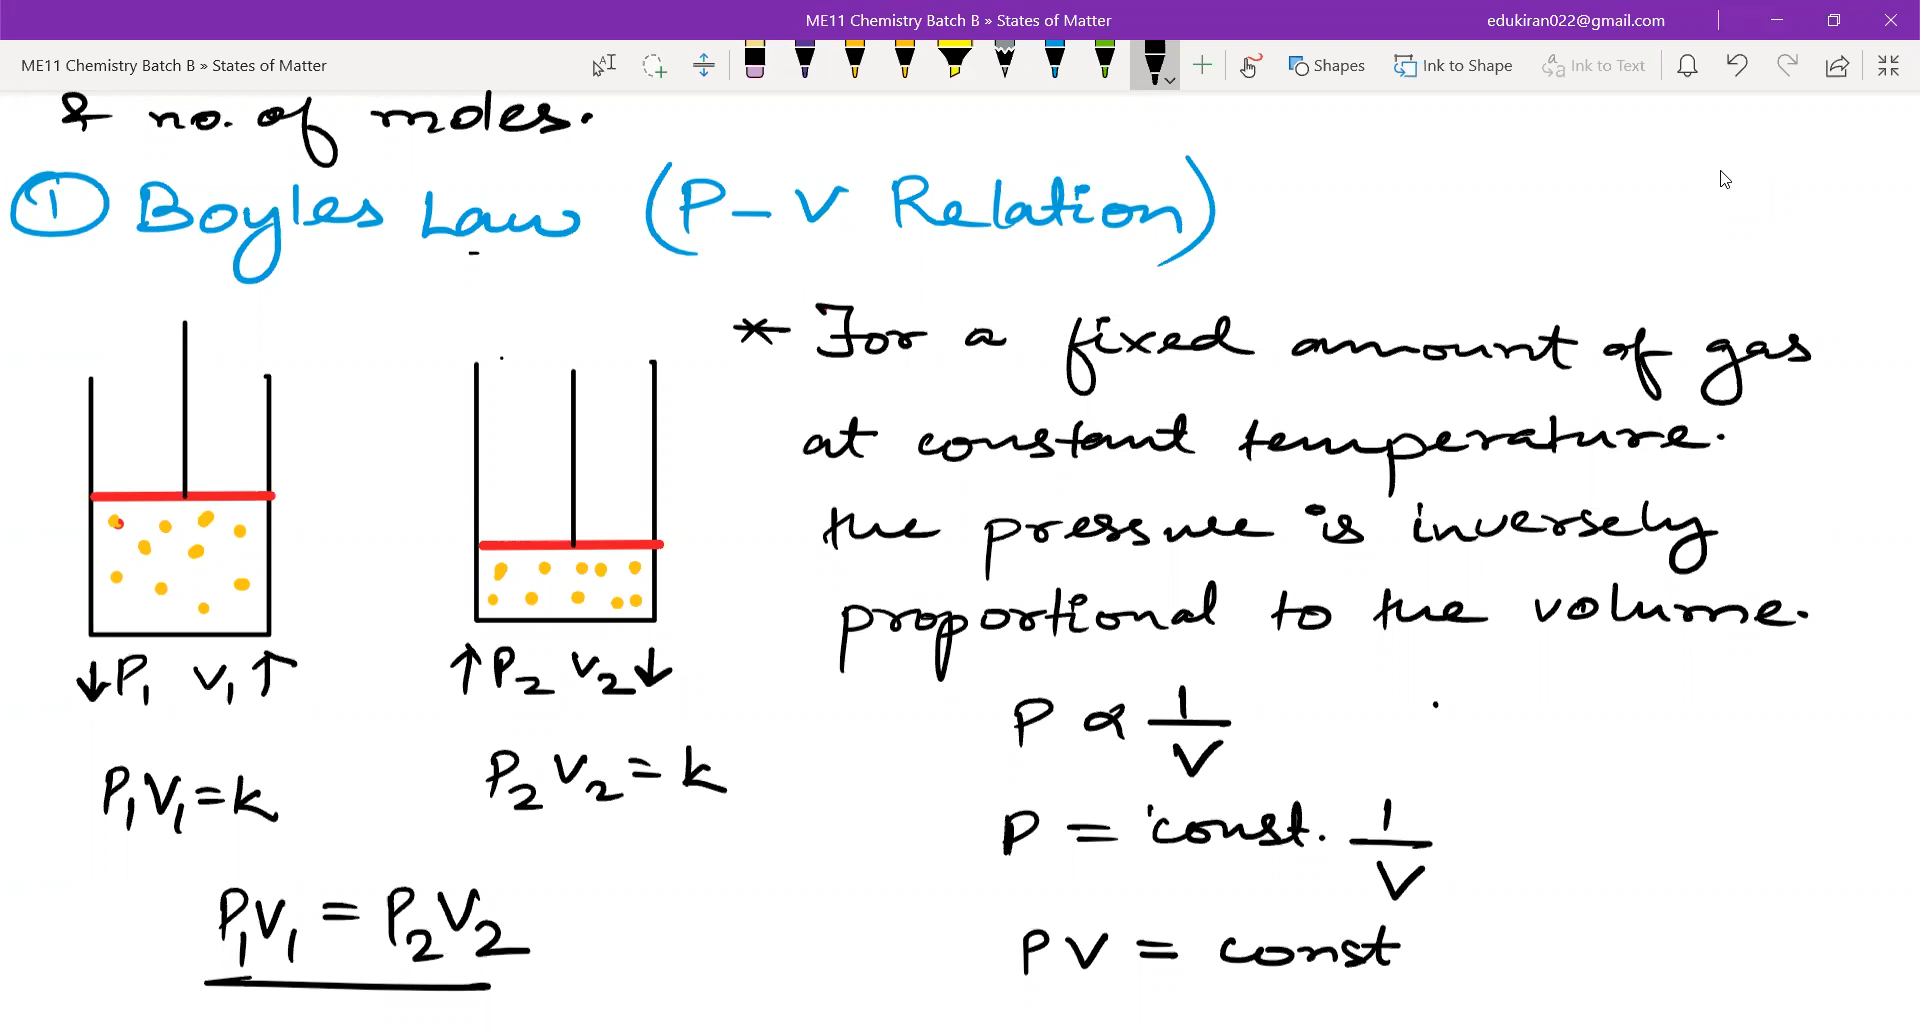 ME11 Chemistry Batch B » States of Matter
edukiran022@gmail.com
ME11 Chemistry Batch B » States of Matter
Shapes
Ink to Shape
Ink to Text
& no. of moles.
① Boyles Law (P - V Relation)
* For a fixed amount of gas
at constant temperature.
the pressure is inversely
proportional to the volume.
↓P₁ V₁↑
↑P₂ V₂↓
P₁V₁ = k
P₂V₂ = k
P₁V₁ = P₂V₂
P ∝ 1/V
P = const. 1/V
PV = const